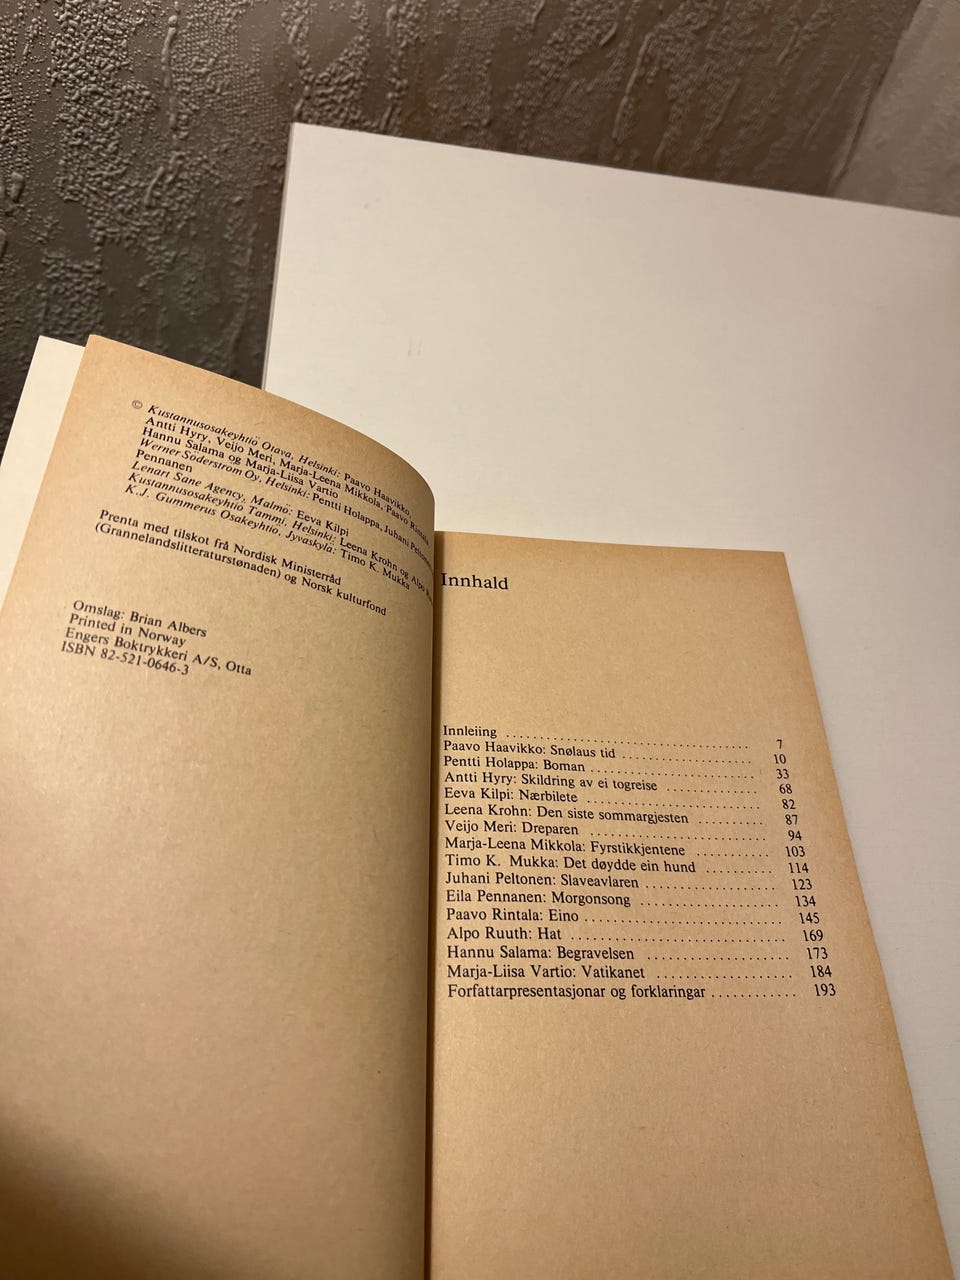 © Kustannusosakeyhtiö Otava, Helsinki: Paavo Haavikko,
Antti Hyry, Veijo Meri, Marja-Leena Mikkola, Paavo Rintala
Hannu Salama og Marja-Liisa Vartio
Werner Söderstrom Oy, Helsinki: Pentti Holappa, Juhani Peltonen
Pennanen
Lenart Sane Agency, Malmö: Eeva Kilpi
Kustannusosakeyhtiö Tammi, Helsinki: Leena Krohn og Alpo
K.J. Gummerus Osakeyhtiö, Jyvaskylä: Timo K. Mukka
Prenta med tilskot frå Nordisk Ministerråd
(Grannelandslitteraturstønaden) og Norsk kulturfond
Omslag: Brian Albers
Printed in Norway
Engers Boktrykkeri A/S, Otta
ISBN 82-521-0646-3
Innhald
Innleiing 7
Paavo Haavikko: Snølaus tid 10
Pentti Holappa: Boman 33
Antti Hyry: Skildring av ei togreise 68
Eeva Kilpi: Nærbilete 82
Leena Krohn: Den siste sommargjesten 87
Veijo Meri: Dreparen 94
Marja-Leena Mikkola: Fyrstikkjentene 103
Timo K. Mukka: Det døydde ein hund 114
Juhani Peltonen: Slaveavlaren 123
Eila Pennanen: Morgonsong 134
Paavo Rintala: Eino 145
Alpo Ruuth: Hat 169
Hannu Salama: Begravelsen 173
Marja-Liisa Vartio: Vatikanet 184
Forfattarpresentasjonar og forklaringar 193